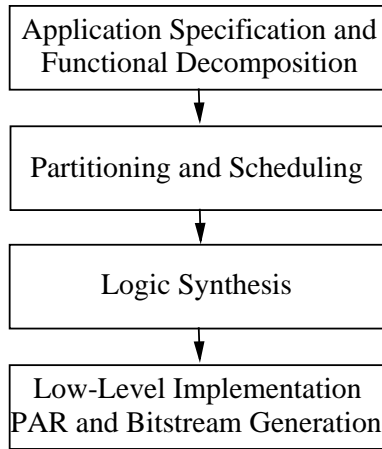 Application Specification and
Functional Decomposition
Partitioning and Scheduling
Logic Synthesis
Low-Level Implementation
PAR and Bitstream Generation